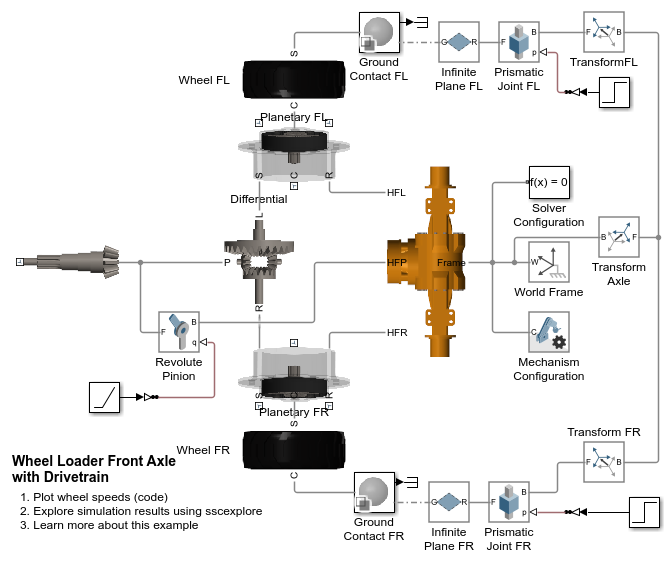 S
Wheel FL
C
Ground
Contact FL
G
R
Infinite
Plane FL
F
B
p
Prismatic
Joint FL
F
B
TransformFL
Planetary FL
S
C
R
HFL
Differential
L
P
R
HFP
Frame
f(x) = 0
Solver
Configuration
W
World Frame
B
F
Transform
Axle
C
Mechanism
Configuration
F
B
q
Revolute
Pinion
HFR
S
C
R
Planetary FR
S
Wheel FR
C
Ground
Contact FR
G
R
Infinite
Plane FR
F
B
p
Prismatic
Joint FR
Transform FR
F
B
Wheel Loader Front Axle
with Drivetrain
1. Plot wheel speeds (code)
2. Explore simulation results using sscexplore
3. Learn more about this example